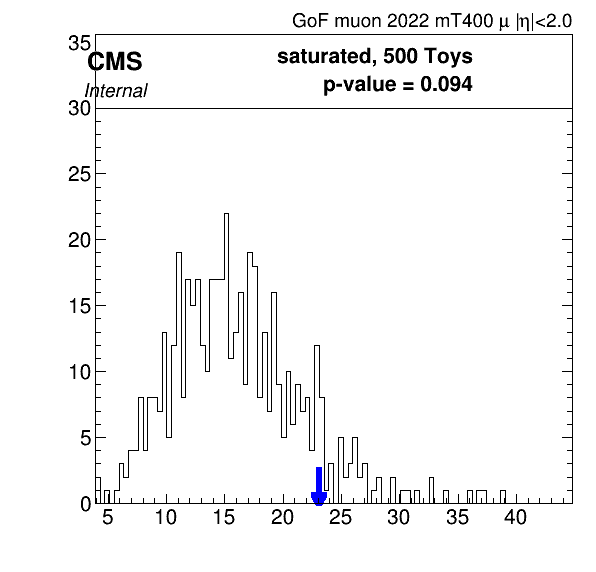 GoF muon 2022 mT400 μ |η|<2.0
35
CMS
saturated, 500 Toys
Internal
p-value = 0.094
30
25
20
15
10
5
0
5 10 15 20 25 30 35 40